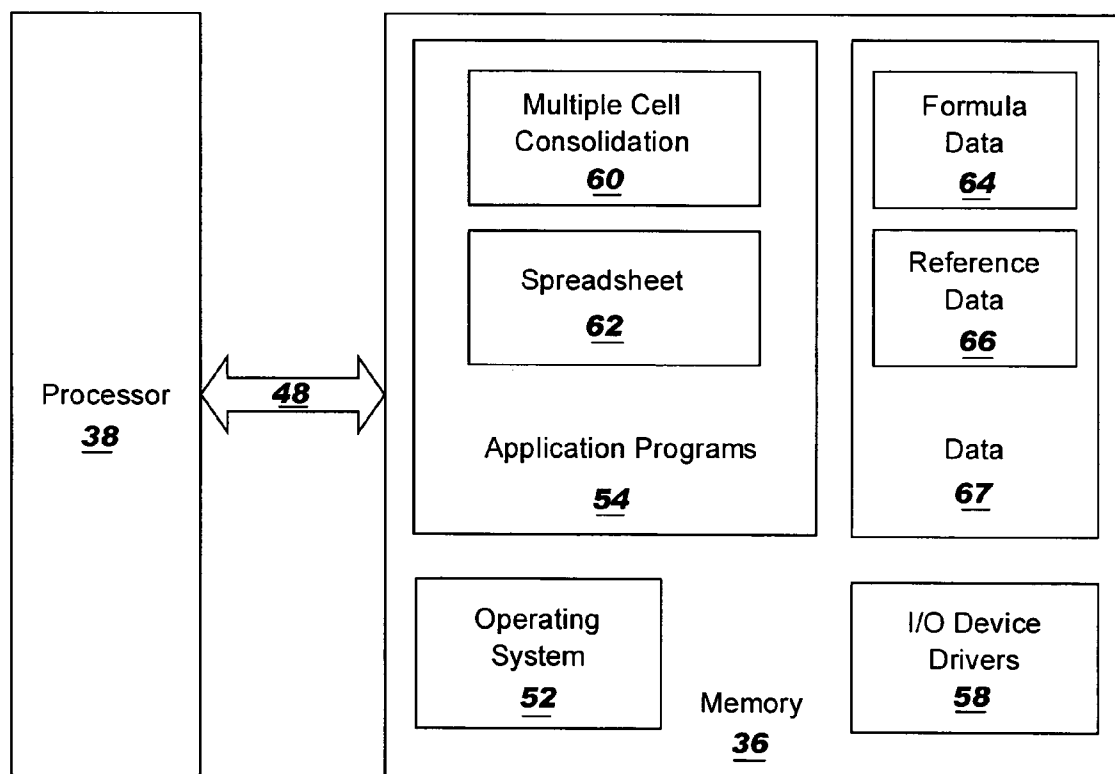 Processor
38
48
Multiple Cell
Consolidation
60
Spreadsheet
62
Application Programs
54
Formula
Data
64
Reference
Data
66
Data
67
Operating
System
52
Memory
36
I/O Device
Drivers
58